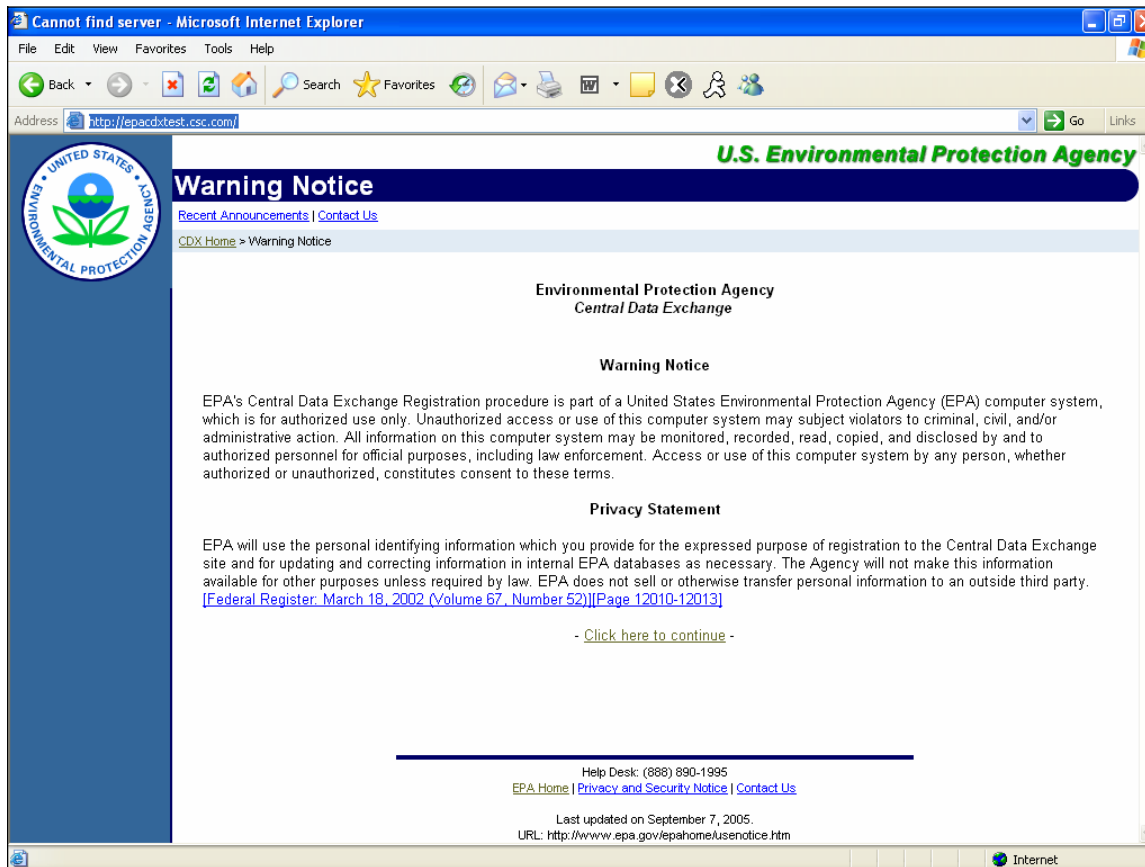 Cannot find server - Microsoft Internet Explorer
File Edit View Favorites Tools Help
Back Search Favorites
Address http://epacdxtest.csc.com/ Go Links
UNITED STATES ENVIRONMENTAL PROTECTION AGENCY
U.S. Environmental Protection Agency
Warning Notice
Recent Announcements | Contact Us
CDX Home > Warning Notice
Environmental Protection Agency
Central Data Exchange
Warning Notice
EPA's Central Data Exchange Registration procedure is part of a United States Environmental Protection Agency (EPA) computer system,
which is for authorized use only. Unauthorized access or use of this computer system may subject violators to criminal, civil, and/or
administrative action. All information on this computer system may be monitored, recorded, read, copied, and disclosed by and to
authorized personnel for official purposes, including law enforcement. Access or use of this computer system by any person, whether
authorized or unauthorized, constitutes consent to these terms.
Privacy Statement
EPA will use the personal identifying information which you provide for the expressed purpose of registration to the Central Data Exchange
site and for updating and correcting information in internal EPA databases as necessary. The Agency will not make this information
available for other purposes unless required by law. EPA does not sell or otherwise transfer personal information to an outside third party.
[Federal Register: March 18, 2002 (Volume 67, Number 52)][Page 12010-12013]
- Click here to continue -
Help Desk: (888) 890-1995
EPA Home | Privacy and Security Notice | Contact Us
Last updated on September 7, 2005.
URL: http://www.epa.gov/epahome/usenotice.htm
Internet